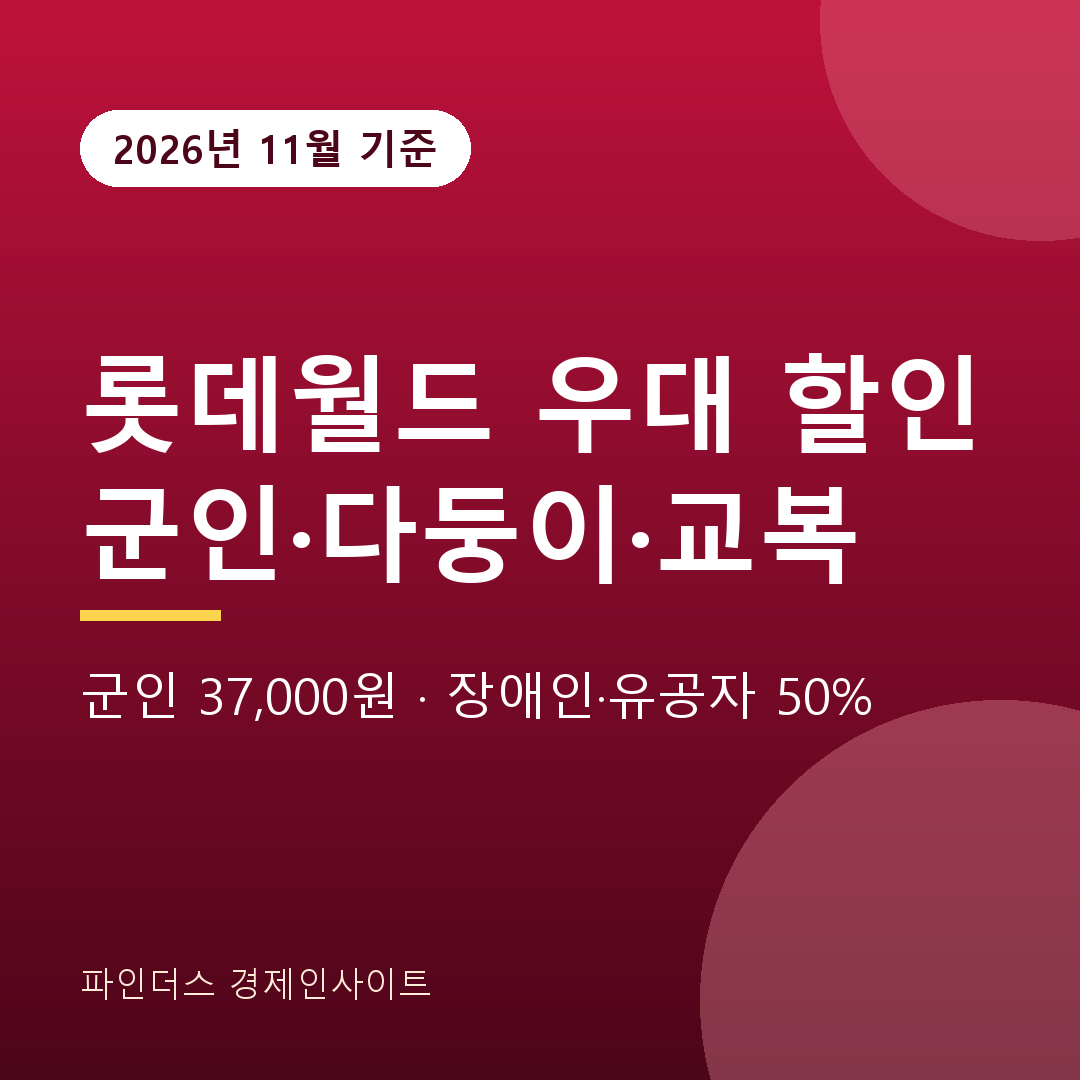 2026년 11월 기준
롯데월드 우대 할인
군인·다둥이·교복
군인 37,000원 · 장애인·유공자 50%
파인더스 경제인사이트